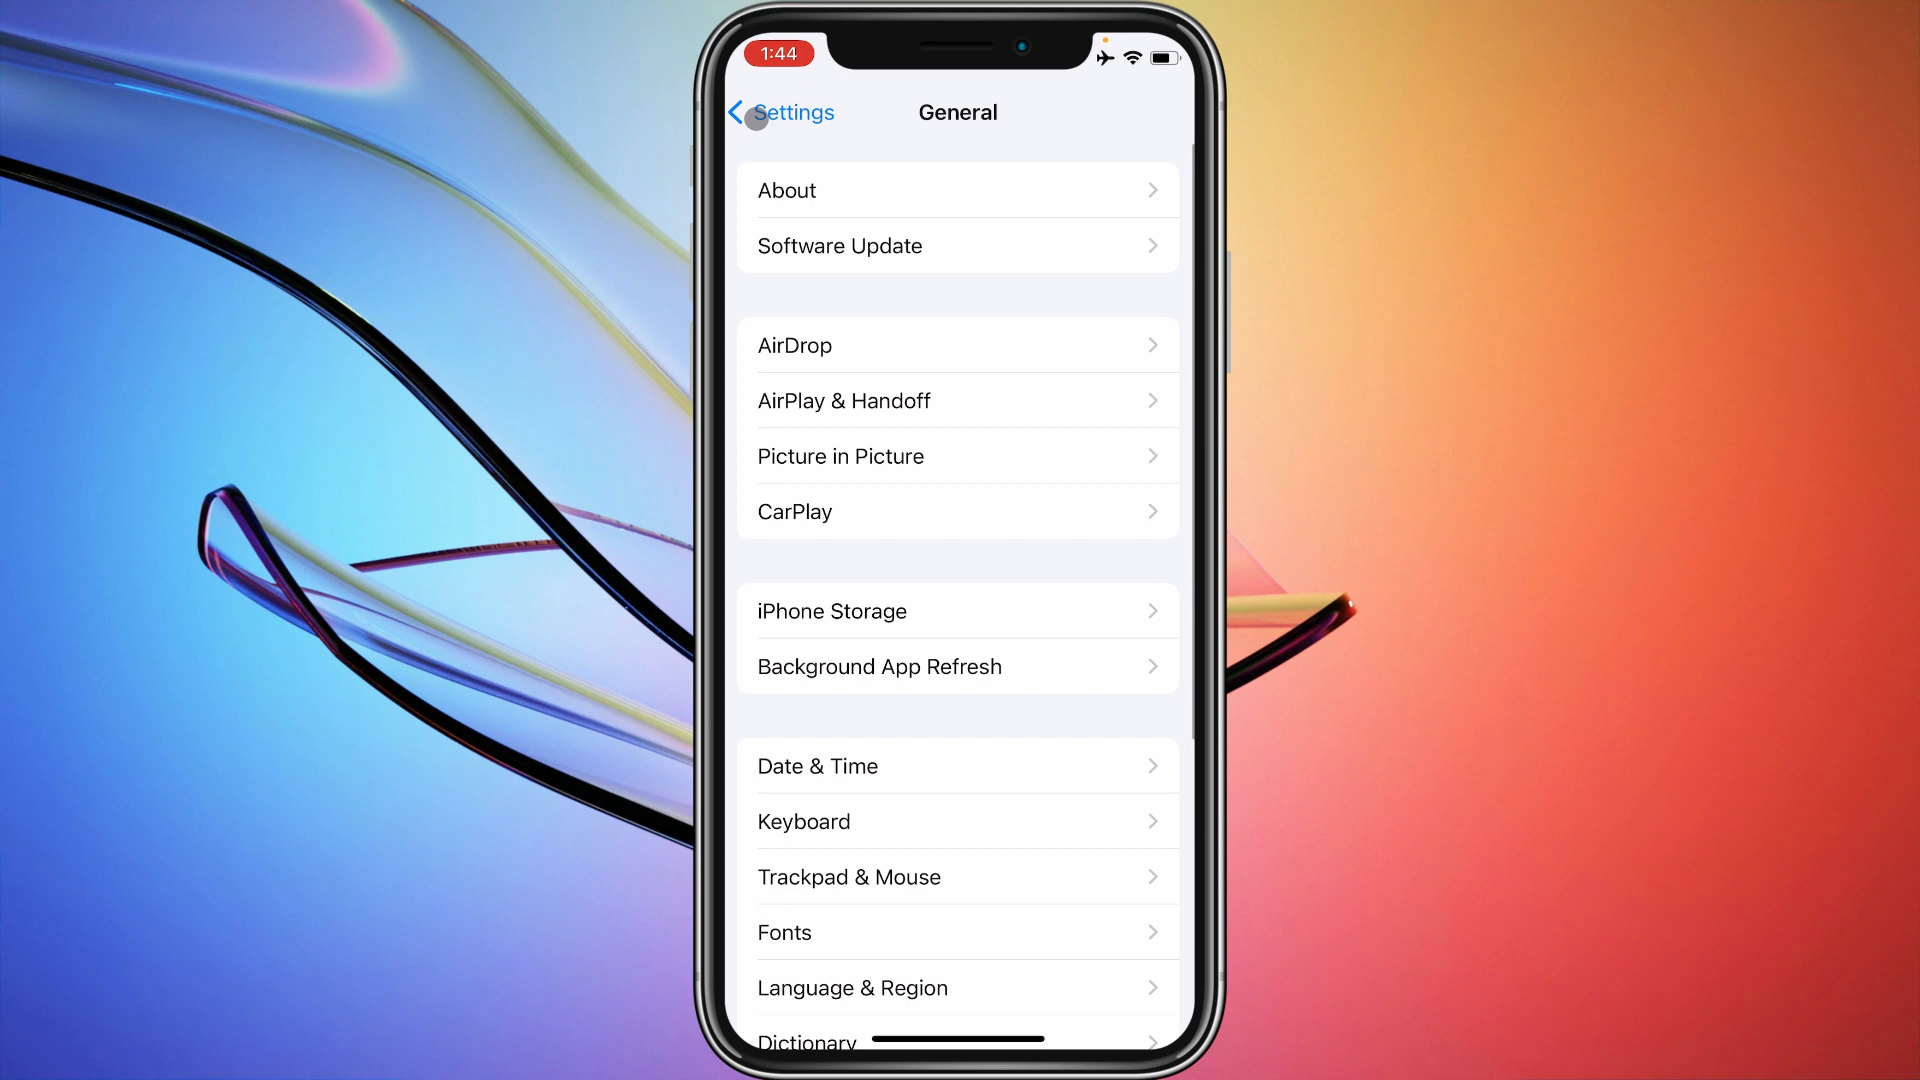 1:44
Settings
General
About
Software Update
AirDrop
AirPlay & Handoff
Picture in Picture
CarPlay
iPhone Storage
Background App Refresh
Date & Time
Keyboard
Trackpad & Mouse
Fonts
Language & Region
Dictionary